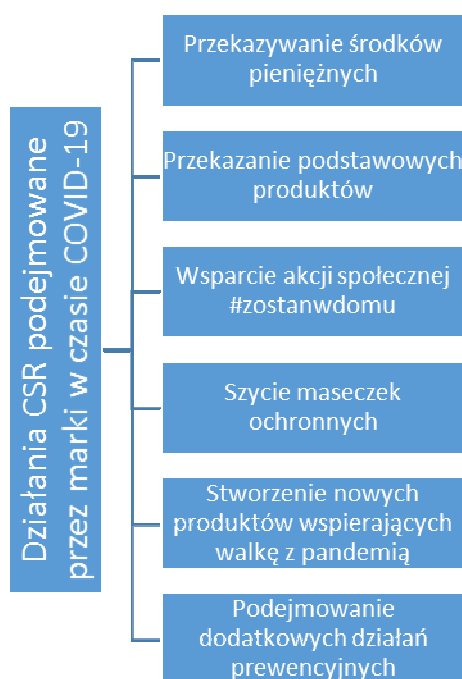 Działania CSR podejmowane
przez marki w czasie COVID-19
Przekazywanie środków
pieniężnych
Przekazanie podstawowych
produktów
Wsparcie akcji społecznej
#zostanwdomu
Szycie maseczek
ochronnych
Stworzenie nowych
produktów wspierających
walkę z pandemią
Podejmowanie
dodatkowych działań
prewencyjnych